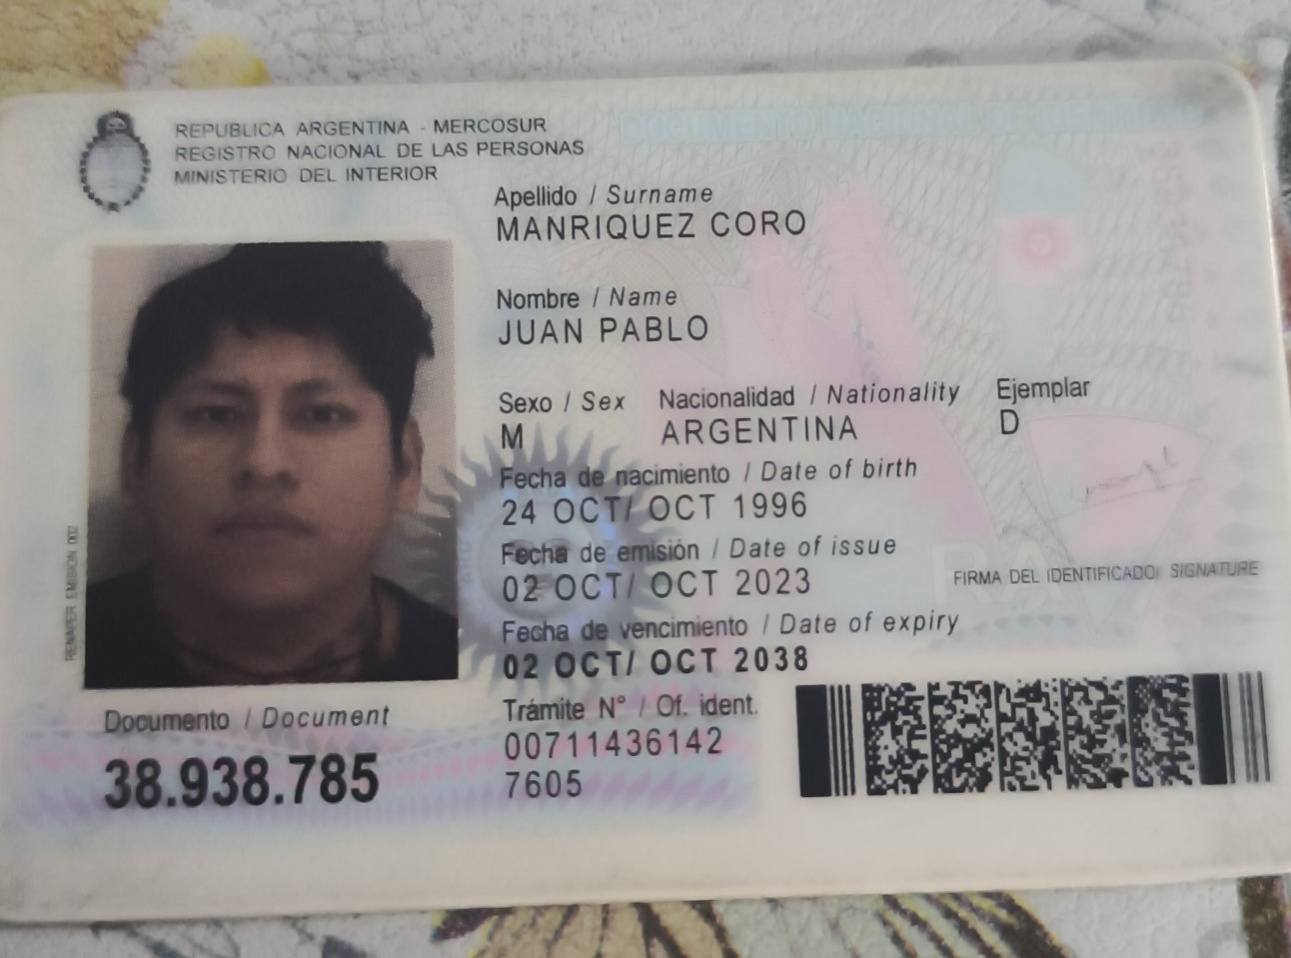 REPUBLICA ARGENTINA - MERCOSUR
REGISTRO NACIONAL DE LAS PERSONAS
MINISTERIO DEL INTERIOR
Apellido / Surname
MANRIQUEZ CORO
Nombre / Name
JUAN PABLO
Sexo / Sex Nacionalidad / Nationality Ejemplar
M ARGENTINA D
Fecha de nacimiento / Date of birth
24 OCT/ OCT 1996
Fecha de emisión / Date of issue
02 OCT/ OCT 2023
FIRMA DEL IDENTIFICADO/ SIGNATURE
Fecha de vencimiento / Date of expiry
02 OCT/ OCT 2038
Documento / Document
38.938.785
Trámite N° / Of. ident.
00711436142
7605
RENAPER EMISION 002